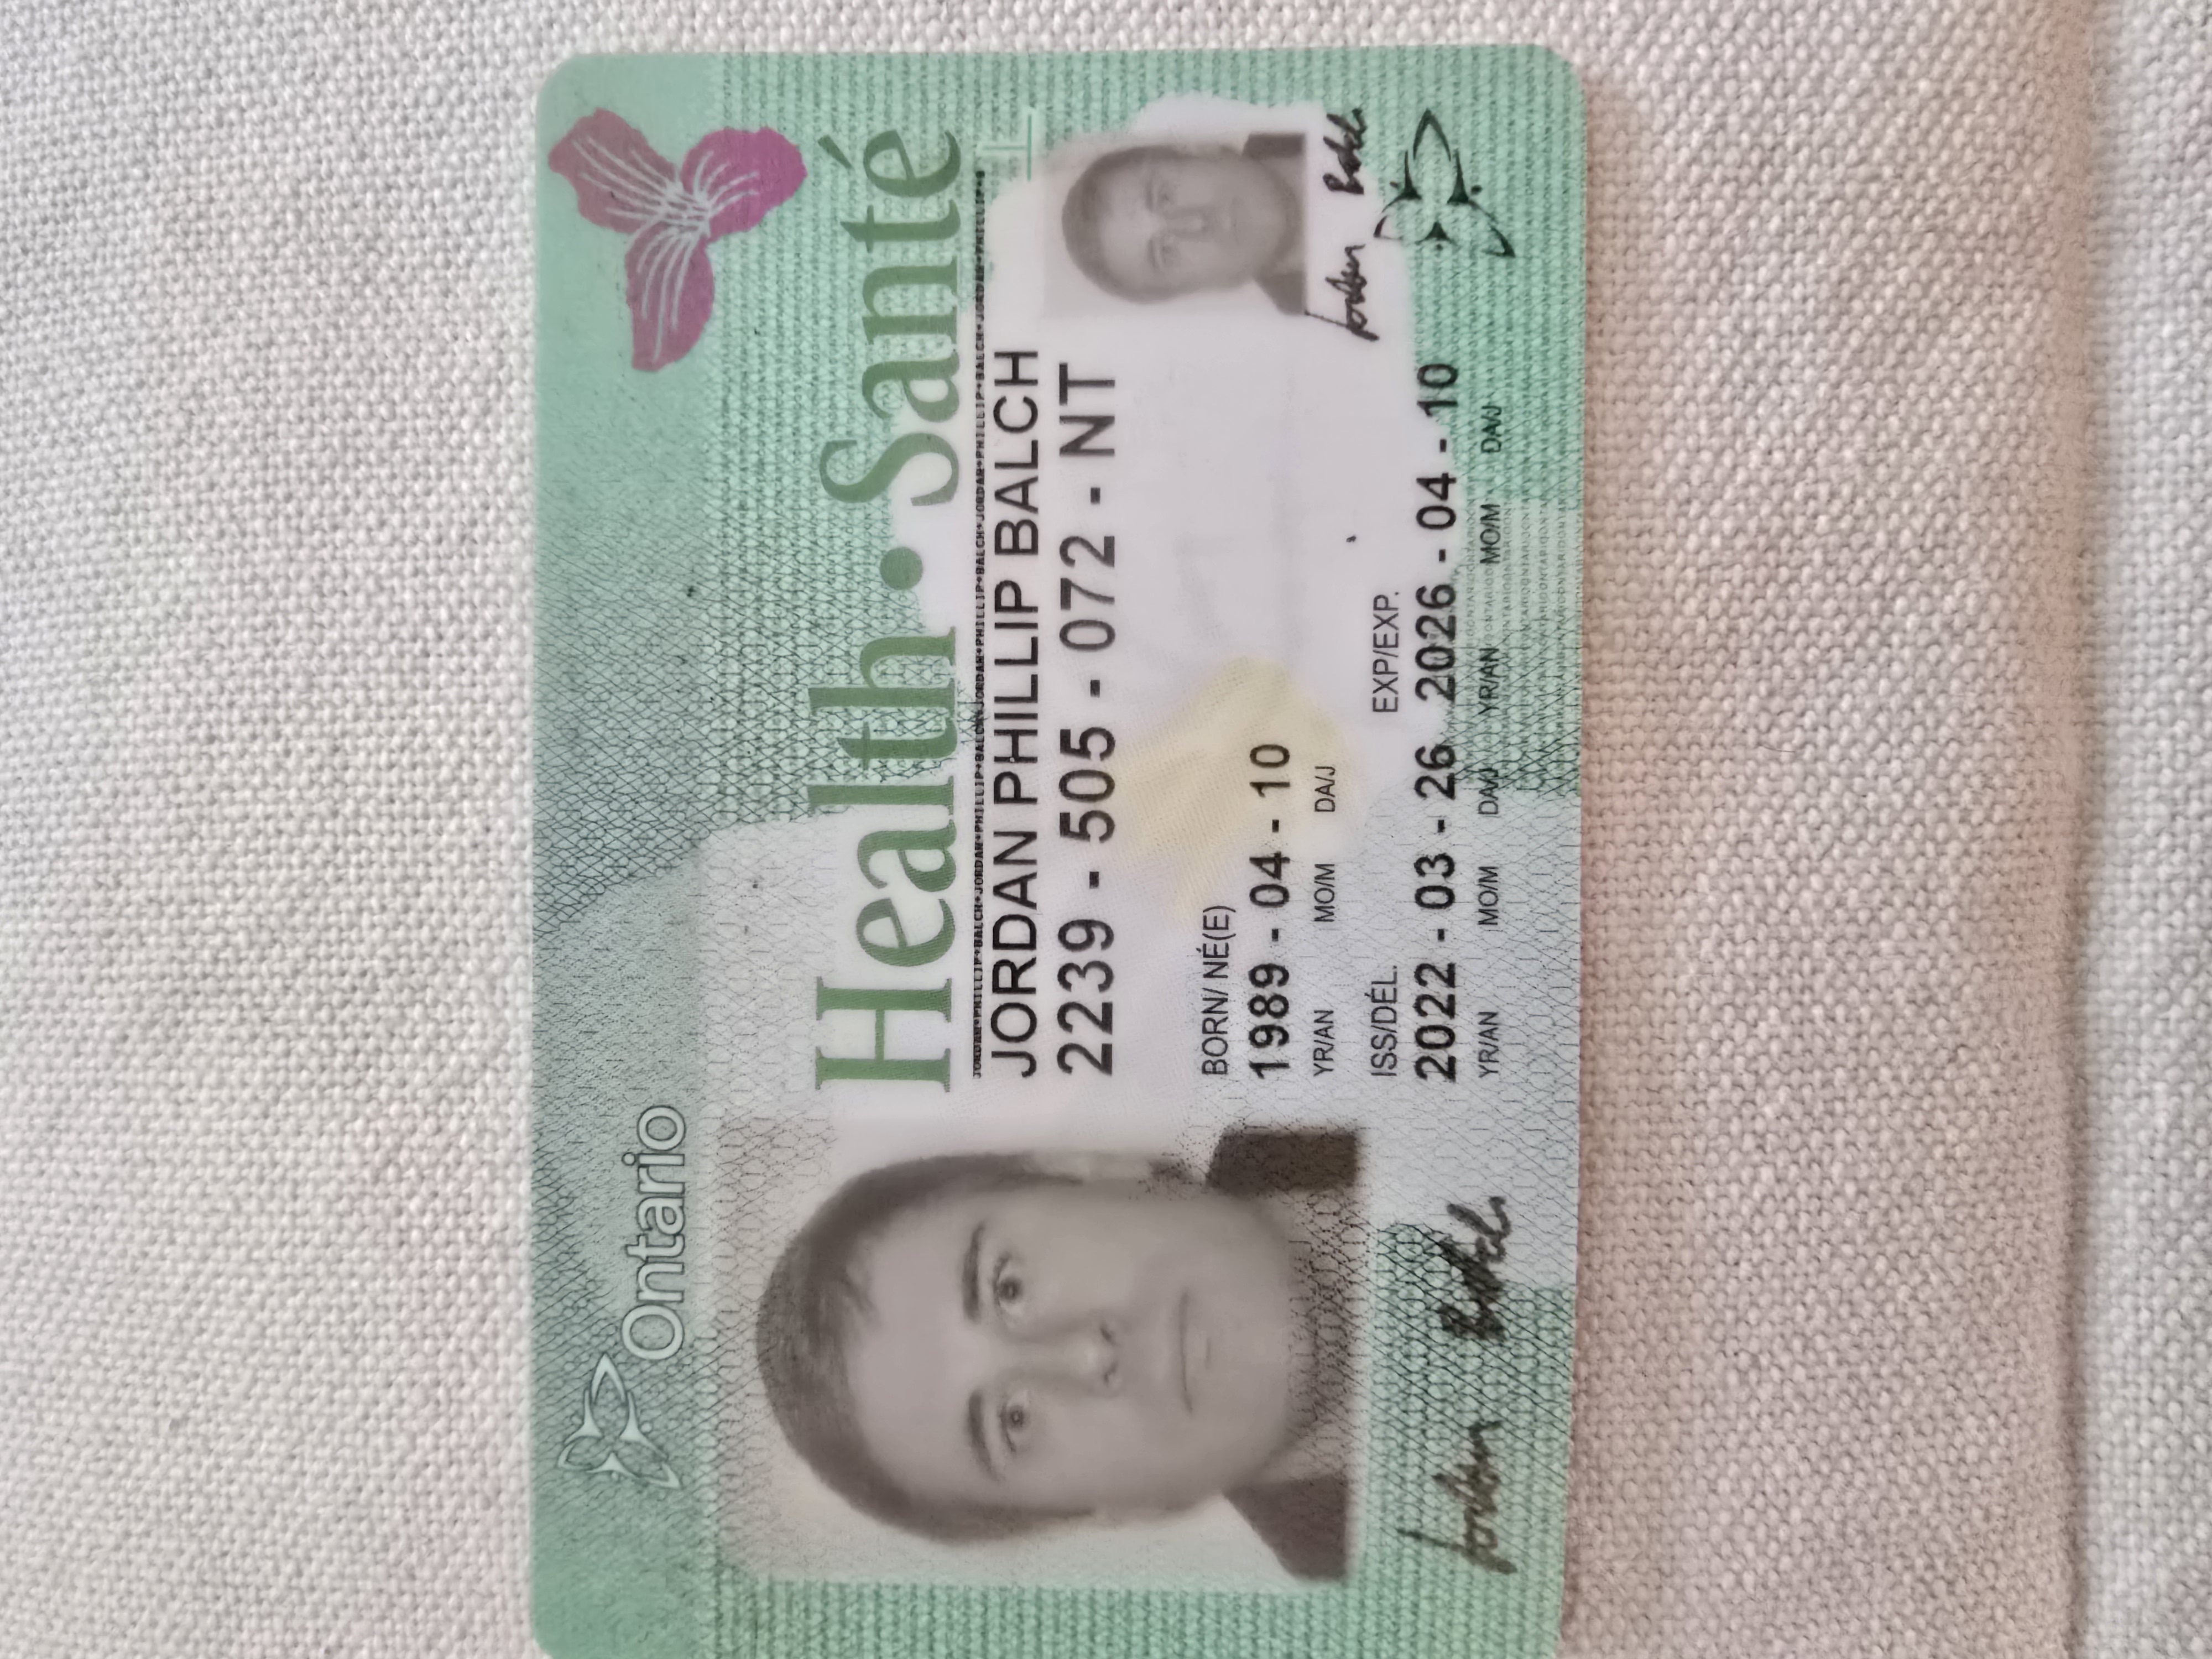 Ontario
Health • Santé
JORDAN*PHILLIP*BALCH*JORDAN*PHILLIP*BALCH*JORDAN*PHILLIP*BALCH*JORDAN*PHILLIP*BALCH*JORDAN*PHILLIP*B
JORDAN PHILLIP BALCH
2239 - 505 - 072 - NT
BORN/ NÉ(E)
1989 - 04 - 10
YR/AN MO/M DA/J
Jordan Balch
ISS/DÉL. EXP/EXP.
2022 - 03 - 26 2026 - 04 - 10
YR/AN MO/M DA/J YR/AN MO/M DA/J
Jordan Balch